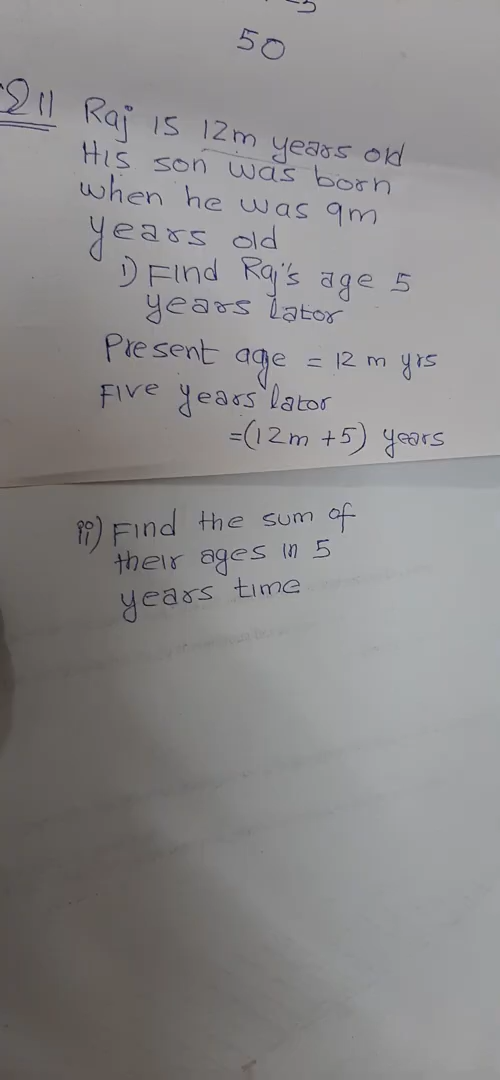 50
Q11 Raj is 12m years old
His son was born
when he was 9m
years old
i) Find Raj's age 5
years lator
Present age = 12 m yrs
Five years lator
=(12m +5) years
ii) Find the sum of
their ages in 5
years time